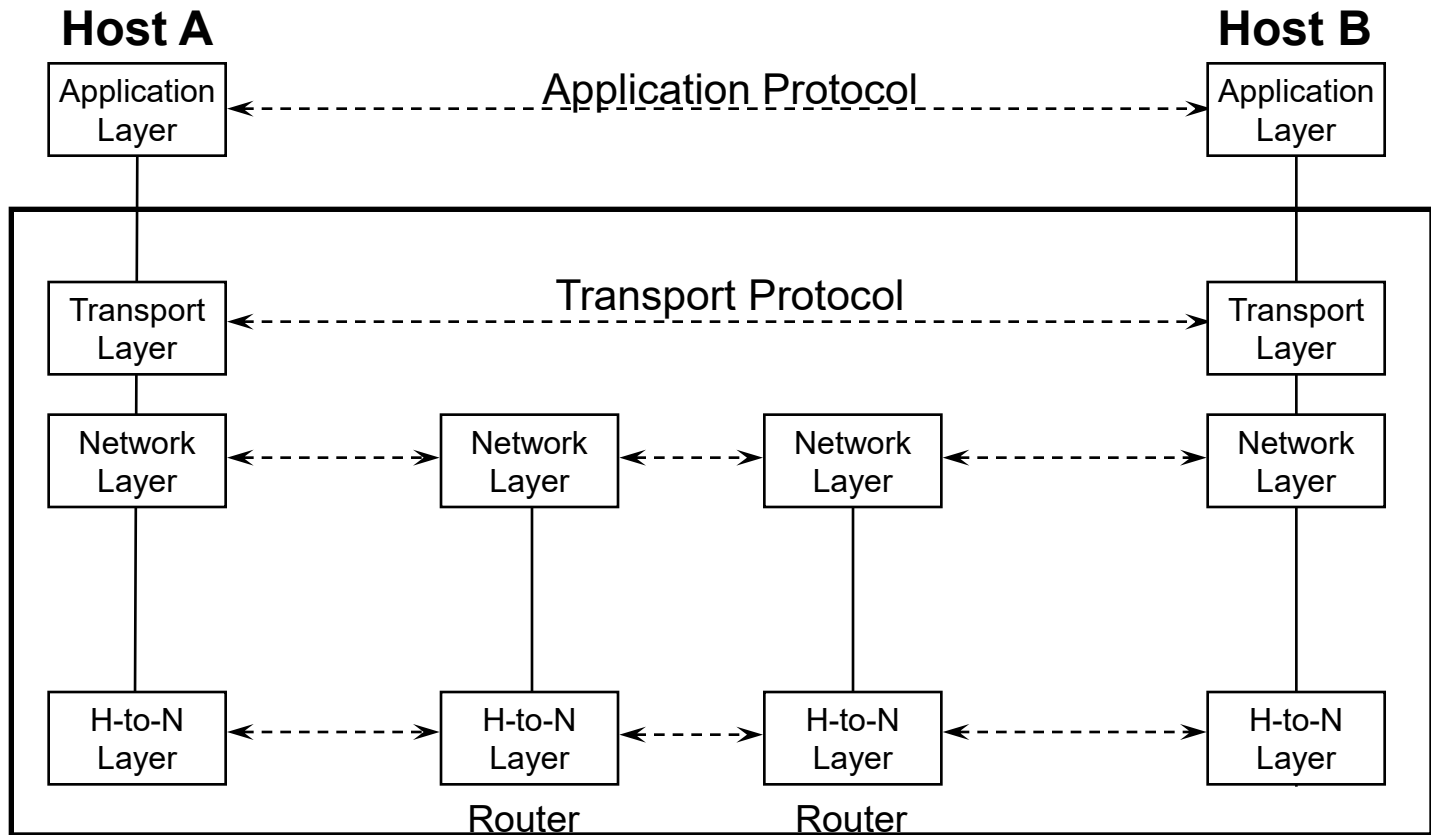 Host A
Host B
Application
Layer
Application Protocol
Application
Layer
Transport
Layer
Transport Protocol
Transport
Layer
Network
Layer
Network
Layer
Network
Layer
Network
Layer
H-to-N
Layer
H-to-N
Layer
H-to-N
Layer
H-to-N
Layer
Router
Router